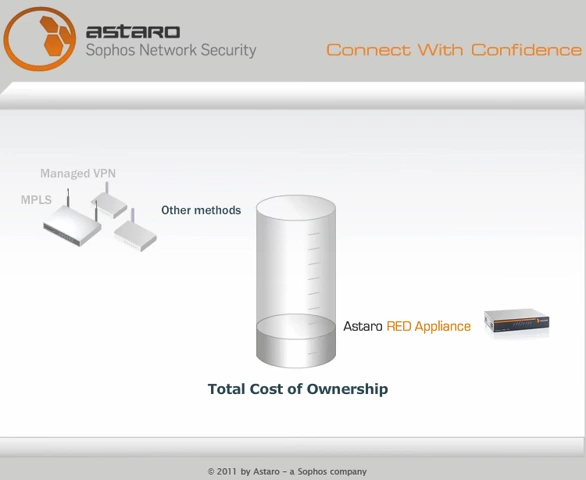 astaro
Sophos Network Security
Connect With Confidence
Managed VPN
MPLS
Other methods
Astaro RED Appliance
Total Cost of Ownership
© 2011 by Astaro - a Sophos company